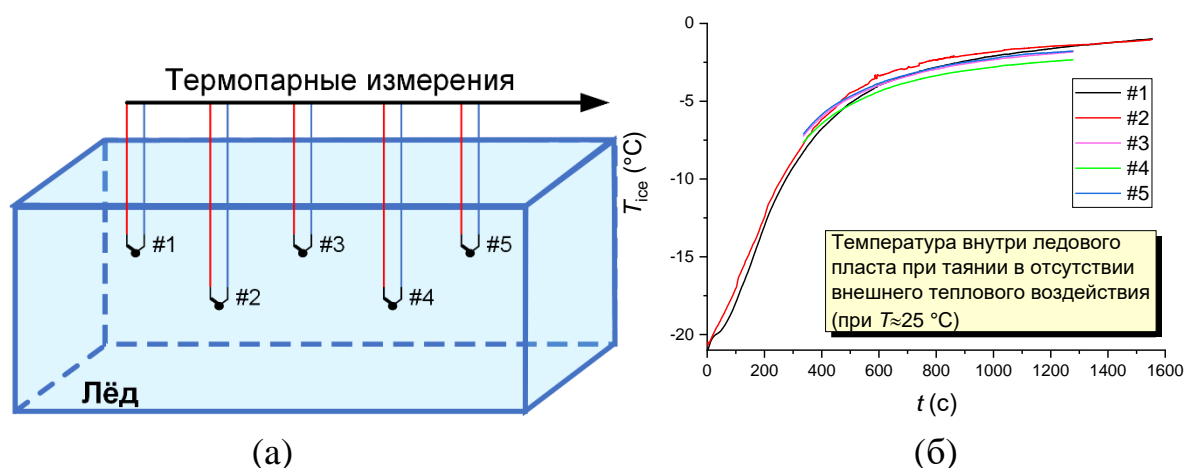 Термопарные измерения
#1
#3
#5
#2
#4
Лёд
(а)
0
-5
-10
-15
-20
T ice (°C)
0 200 400 600 800 1000 1200 1400 1600
t (с)
#1
#2
#3
#4
#5
Температура внутри ледового
пласта при таянии в отсутствии
внешнего теплового воздействия
(при T≈25 °C)
(б)